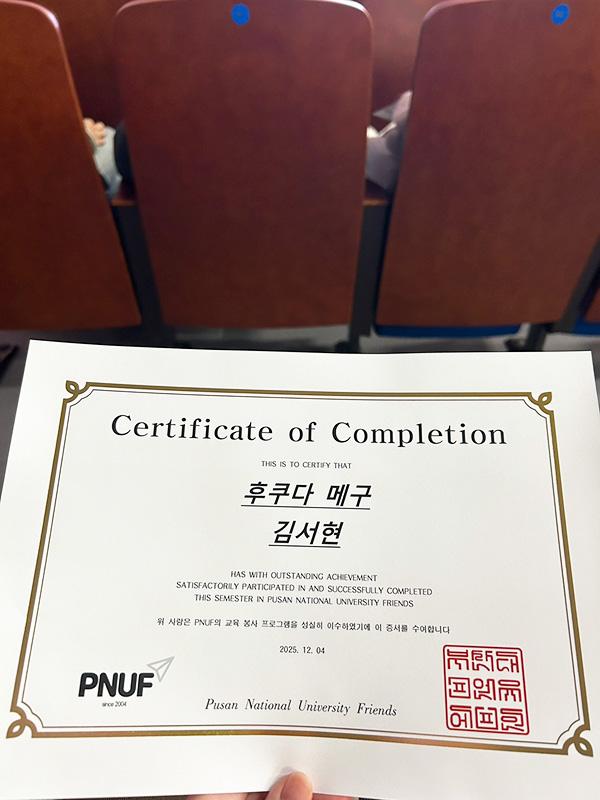 Certificate of Completion
THIS IS TO CERTIFY THAT
후쿠다 메구
김서현
HAS WITH OUTSTANDING ACHIEVEMENT
SATISFACTORILY PARTICIPATED IN AND SUCCESSFULLY COMPLETED
THIS SEMESTER IN PUSAN NATIONAL UNIVERSITY FRIENDS
위 사람은 PNUF의 교육 봉사 프로그램을 성실히 이수하였기에 이 증서를 수여합니다
2025. 12. 04
PNUF
since 2004
Pusan National University Friends